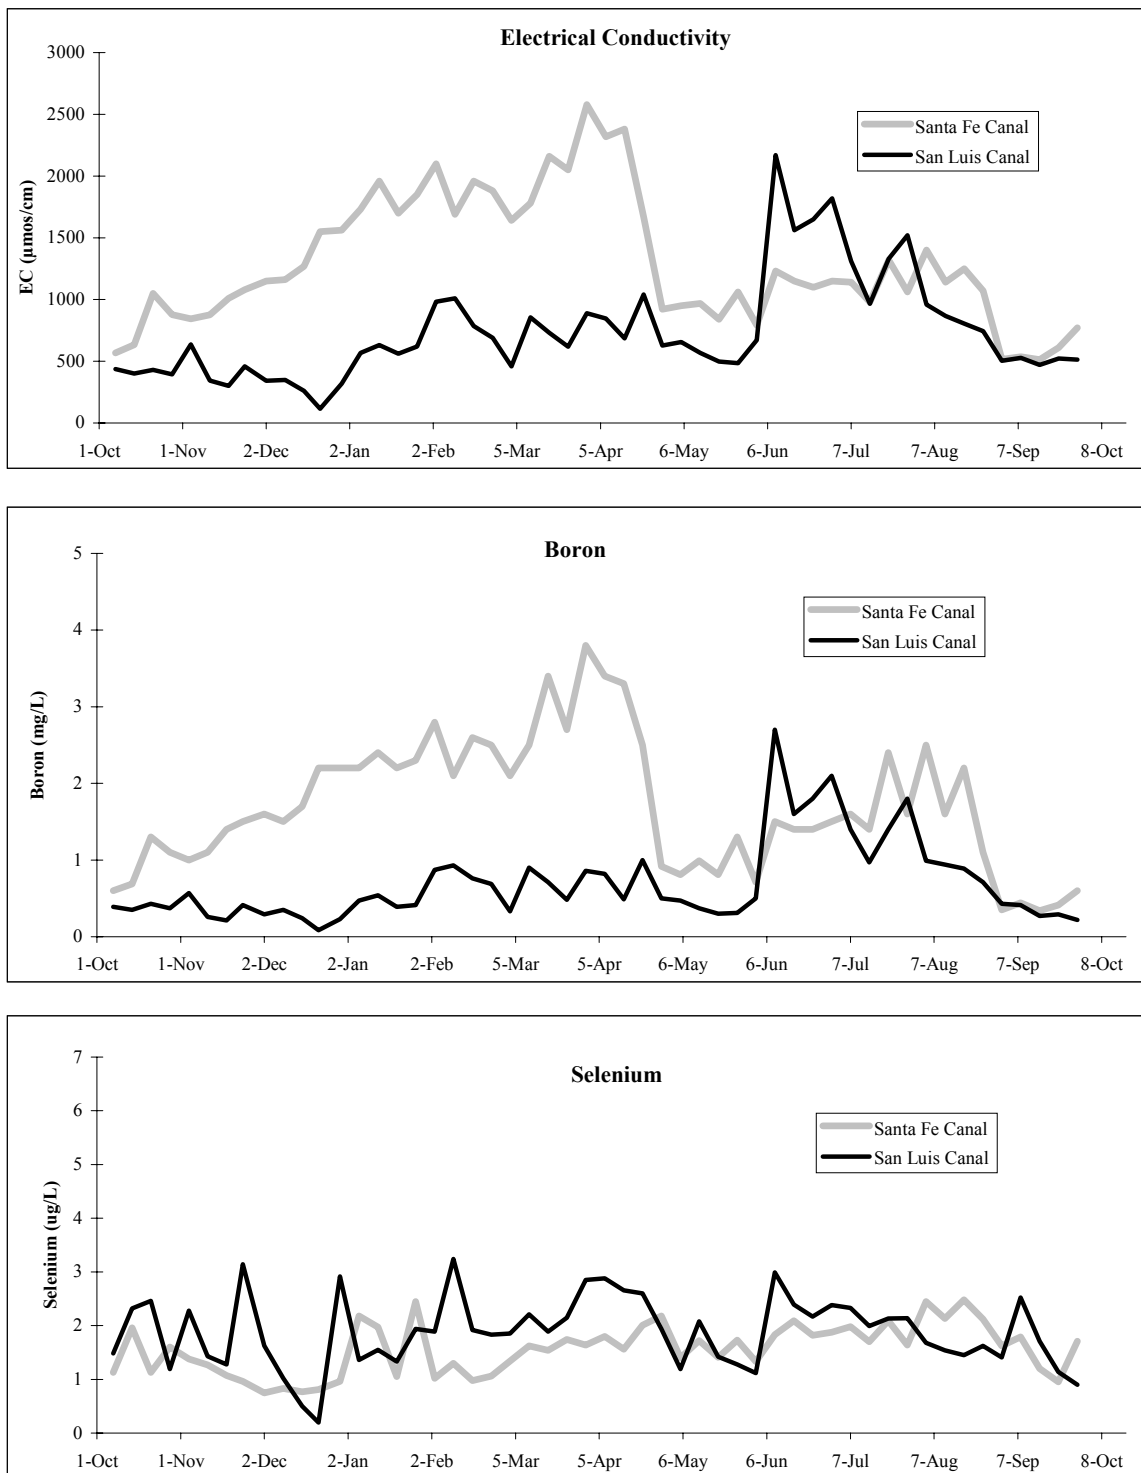 Electrical Conductivity
3000
2500
2000
1500
1000
500
0
EC (µmos/cm)
Santa Fe Canal
San Luis Canal
1-Oct 1-Nov 2-Dec 2-Jan 2-Feb 5-Mar 5-Apr 6-May 6-Jun 7-Jul 7-Aug 7-Sep 8-Oct
Boron
5
4
3
2
1
0
Boron (mg/L)
Santa Fe Canal
San Luis Canal
1-Oct 1-Nov 2-Dec 2-Jan 2-Feb 5-Mar 5-Apr 6-May 6-Jun 7-Jul 7-Aug 7-Sep 8-Oct
Selenium
7
6
5
4
3
2
1
0
Selenium (ug/L)
Santa Fe Canal
San Luis Canal
1-Oct 1-Nov 2-Dec 2-Jan 2-Feb 5-Mar 5-Apr 6-May 6-Jun 7-Jul 7-Aug 7-Sep 8-Oct